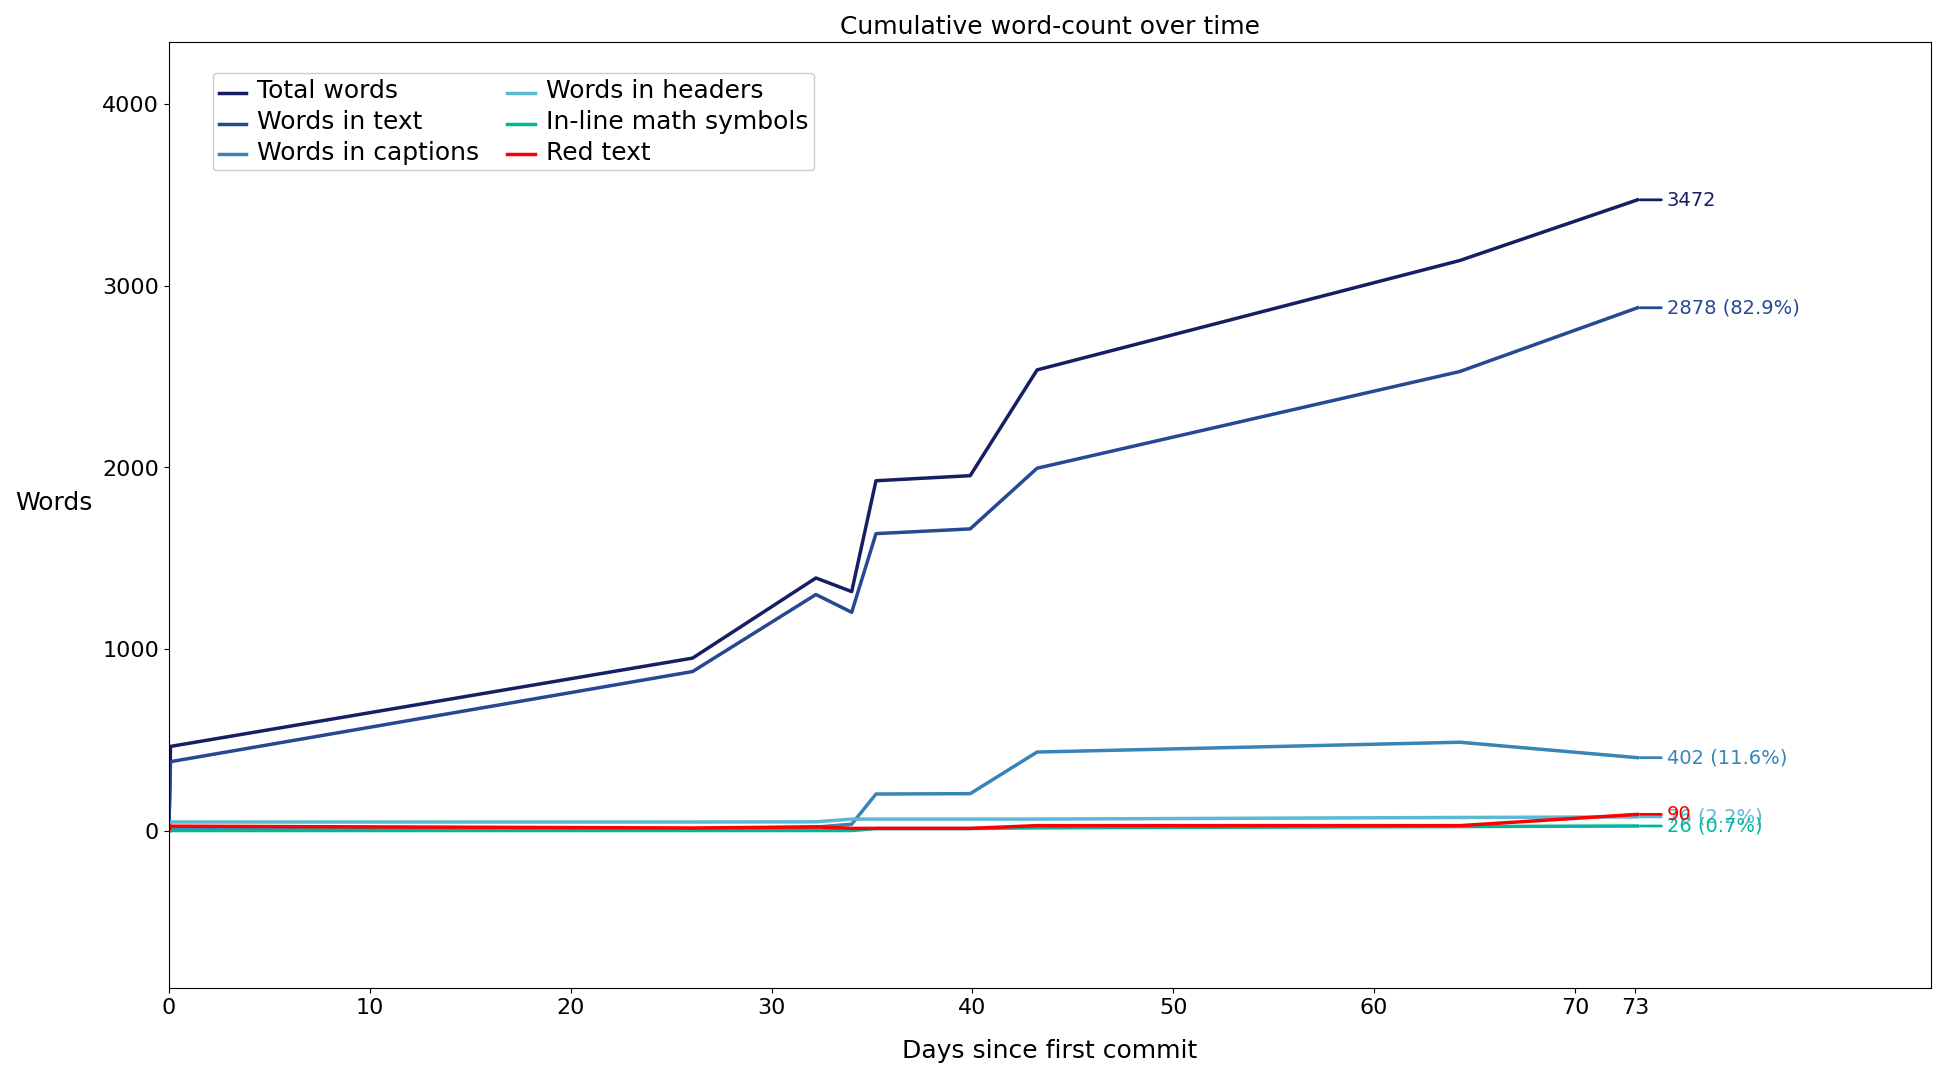 Cumulative word-count over time
Total words
Words in text
Words in captions
Words in headers
In-line math symbols
Red text
4000
3000
2000
1000
0
Words
3472
2878 (82.9%)
402 (11.6%)
90
(2.2%)
26 (0.7%)
0 10 20 30 40 50 60 70 73
Days since first commit